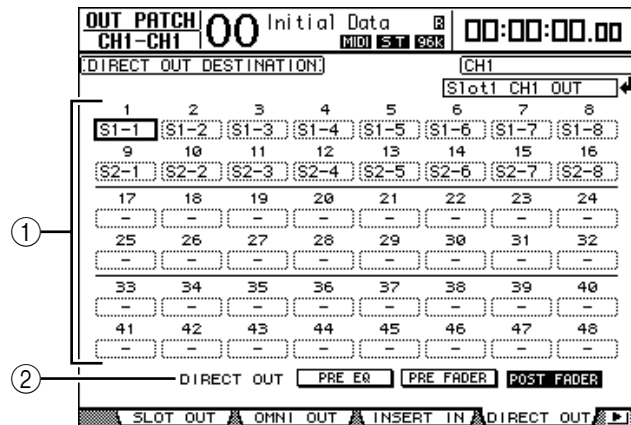 OUT PATCH 00 Initial Data R 00:00:00.00
CH1-CH1 MIDI ST 96k
DIRECT OUT DESTINATION CH1
Slot1 CH1 OUT
1 2 3 4 5 6 7 8
S1-1 S1-2 S1-3 S1-4 S1-5 S1-6 S1-7 S1-8
9 10 11 12 13 14 15 16
S2-1 S2-2 S2-3 S2-4 S2-5 S2-6 S2-7 S2-8
① 17 18 19 20 21 22 23 24
- - - - - - - -
25 26 27 28 29 30 31 32
- - - - - - - -
33 34 35 36 37 38 39 40
- - - - - - - -
41 42 43 44 45 46 47 48
- - - - - - - -
② DIRECT OUT PRE EQ PRE FADER POST FADER
SLOT OUT OMNI OUT INSERT IN DIRECT OUT